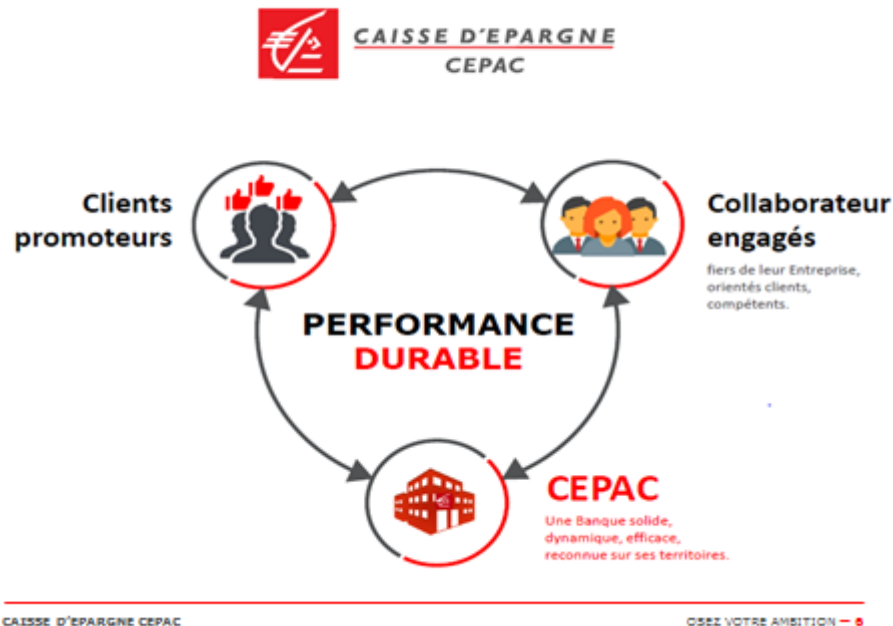 CAISSE D'EPARGNE
CEPAC
Clients
promoteurs
Collaborateur
engagés
fiers de leur Entreprise,
orientés clients,
compétents.
PERFORMANCE
DURABLE
CEPAC
Une Banque solide,
dynamique, efficace,
reconnue sur ses territoires.
CAISSE D'EPARGNE CEPAC
OSEZ VOTRE AMBITION — 6